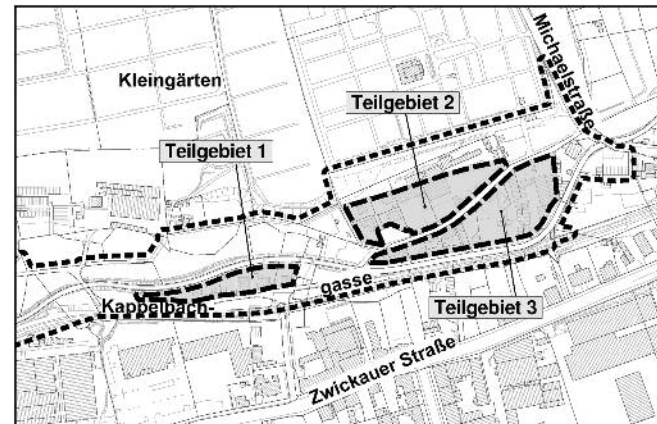 Michaelstraße
Kleingärten
Teilgebiet 2
Teilgebiet 1
gasse
Kappelbach-
Teilgebiet 3
Zwickauer Straße